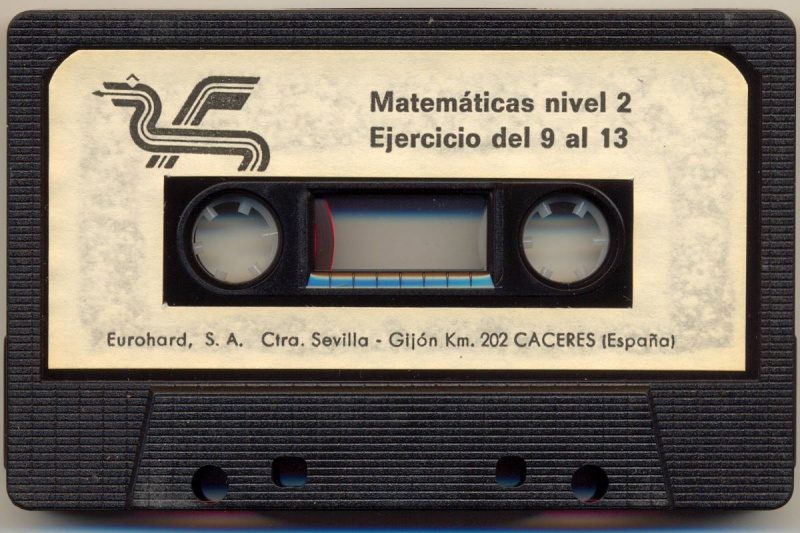 Matemáticas nivel 2
Ejercicio del 9 al 13
Eurohard, S. A. Ctra. Sevilla - Gijón Km. 202 CACERES (España)